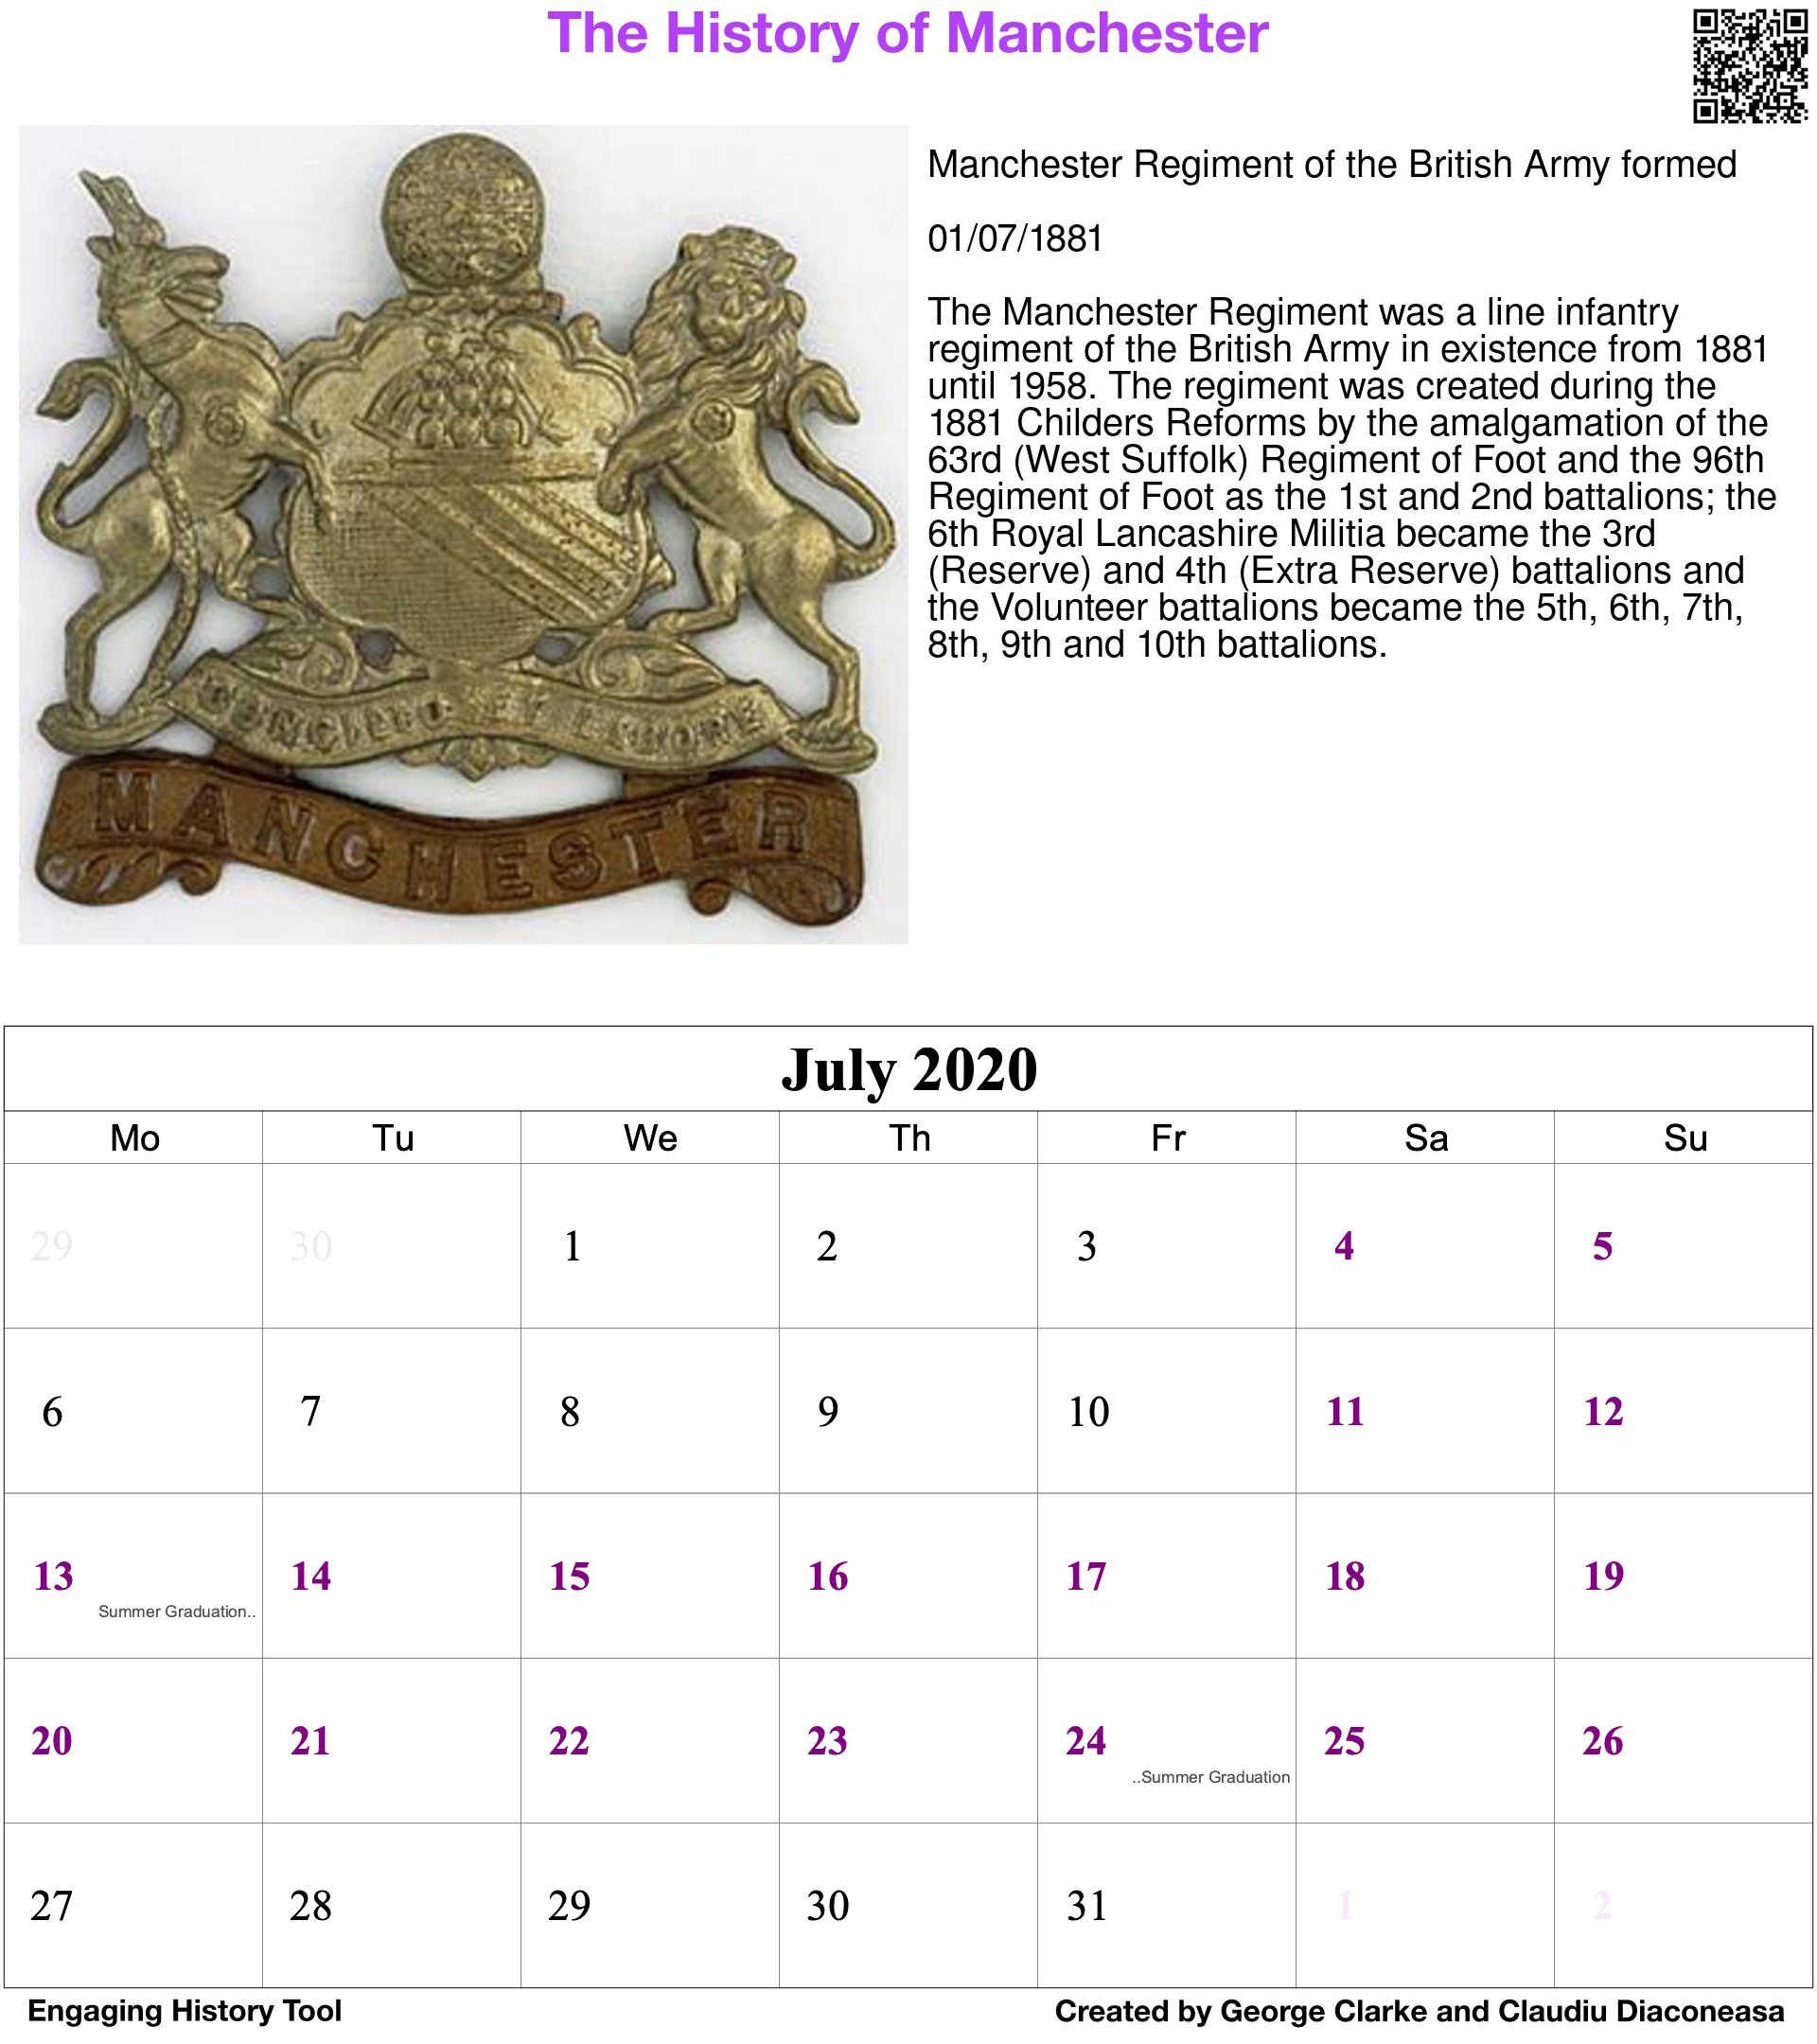 The History of Manchester
Manchester Regiment of the British Army formed
01/07/1881
The Manchester Regiment was a line infantry
regiment of the British Army in existence from 1881
until 1958. The regiment was created during the
1881 Childers Reforms by the amalgamation of the
63rd (West Suffolk) Regiment of Foot and the 96th
Regiment of Foot as the 1st and 2nd battalions; the
6th Royal Lancashire Militia became the 3rd
(Reserve) and 4th (Extra Reserve) battalions and
the Volunteer battalions became the 5th, 6th, 7th,
8th, 9th and 10th battalions.
ET LABORE
MANCHESTER
July 2020
Mo Tu We Th Fr Sa Su
29 30 1 2 3 4 5
6 7 8 9 10 11 12
13 14 15 16 17 18 19
Summer Graduation..
20 21 22 23 24 25 26
..Summer Graduation
27 28 29 30 31 1 2
Engaging History Tool Created by George Clarke and Claudiu Diaconeasa